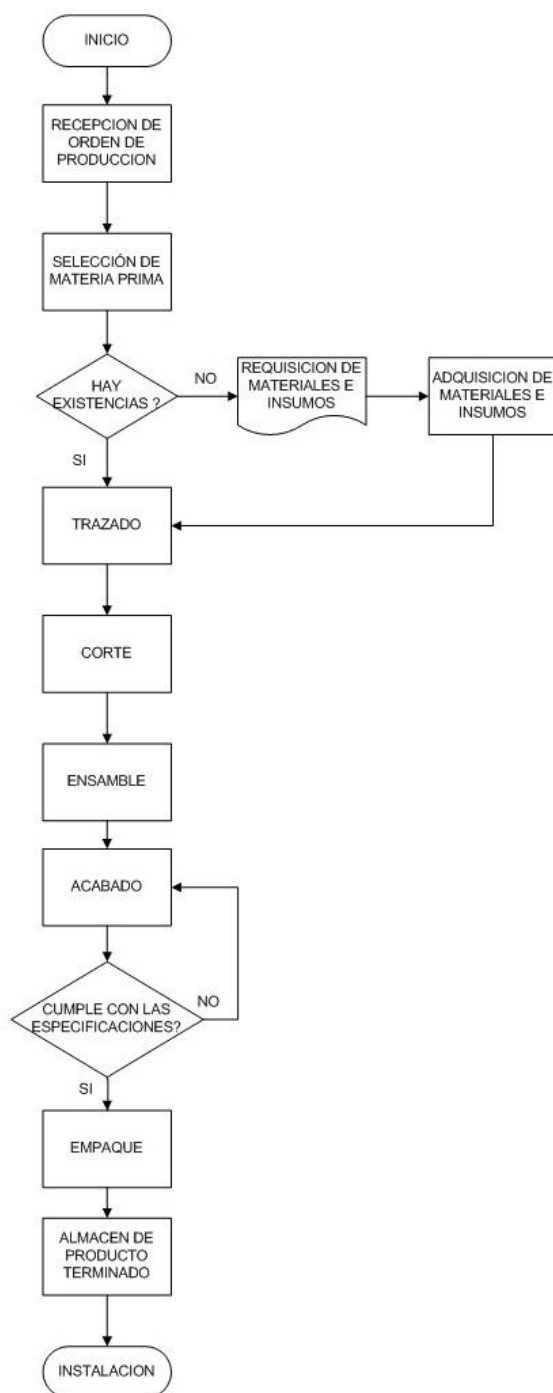 INICIO
RECEPCION DE
ORDEN DE
PRODUCCION
SELECCIÓN DE
MATERIA PRIMA
HAY
EXISTENCIAS ?
NO
REQUISICION DE
MATERIALES E
INSUMOS
ADQUISICION DE
MATERIALES E
INSUMOS
SI
TRAZADO
CORTE
ENSAMBLE
ACABADO
CUMPLE CON LAS
ESPECIFICACIONES?
NO
SI
EMPAQUE
ALMACEN DE
PRODUCTO
TERMINADO
INSTALACION